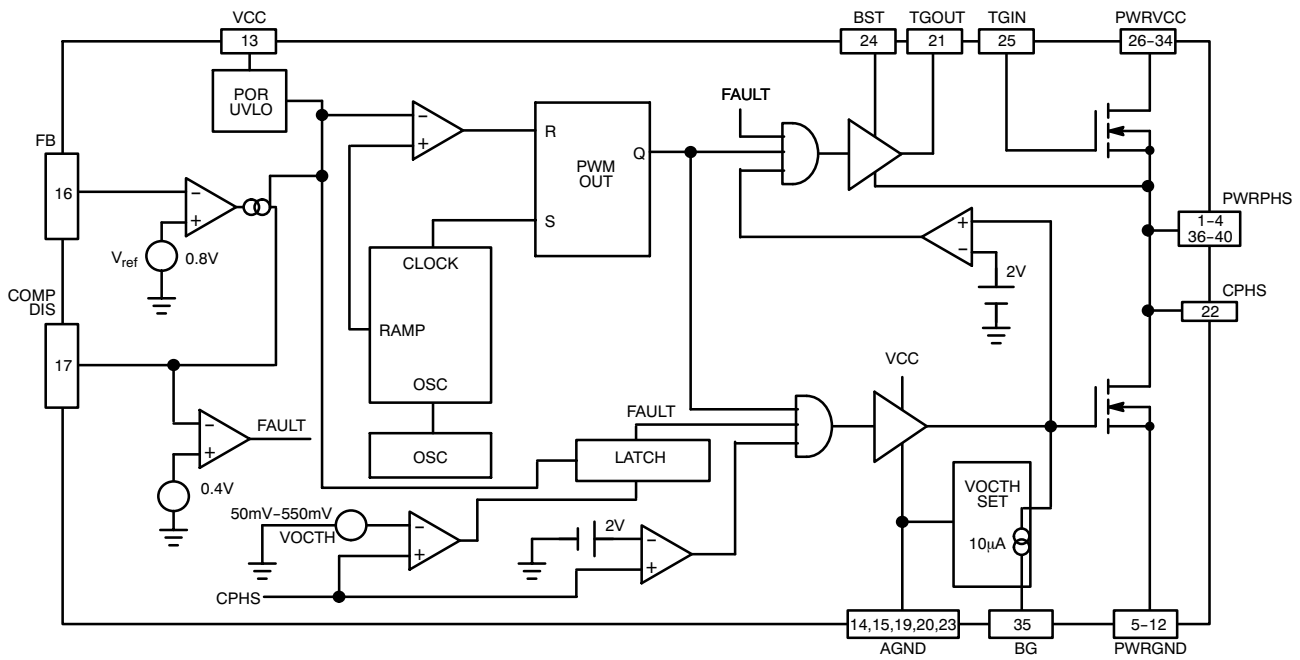 VCC
13
BST
24
TGOUT
21
TGIN
25
PWRVCC
26-34
POR
UVLO
FAULT
FB
16
-
+
R
PWM
OUT
Q
S
-
+
Vref
0.8V
CLOCK
RAMP
OSC
+
-
2V
PWRPHS
1-4
36-40
CPHS
22
COMP
DIS
17
VCC
FAULT
-
+
FAULT
0.4V
OSC
LATCH
VOCTH
SET
10µA
50mV-550mV
VOCTH
-
+
2V
-
+
CPHS
14,15,19,20,23
AGND
35
BG
5-12
PWRGND